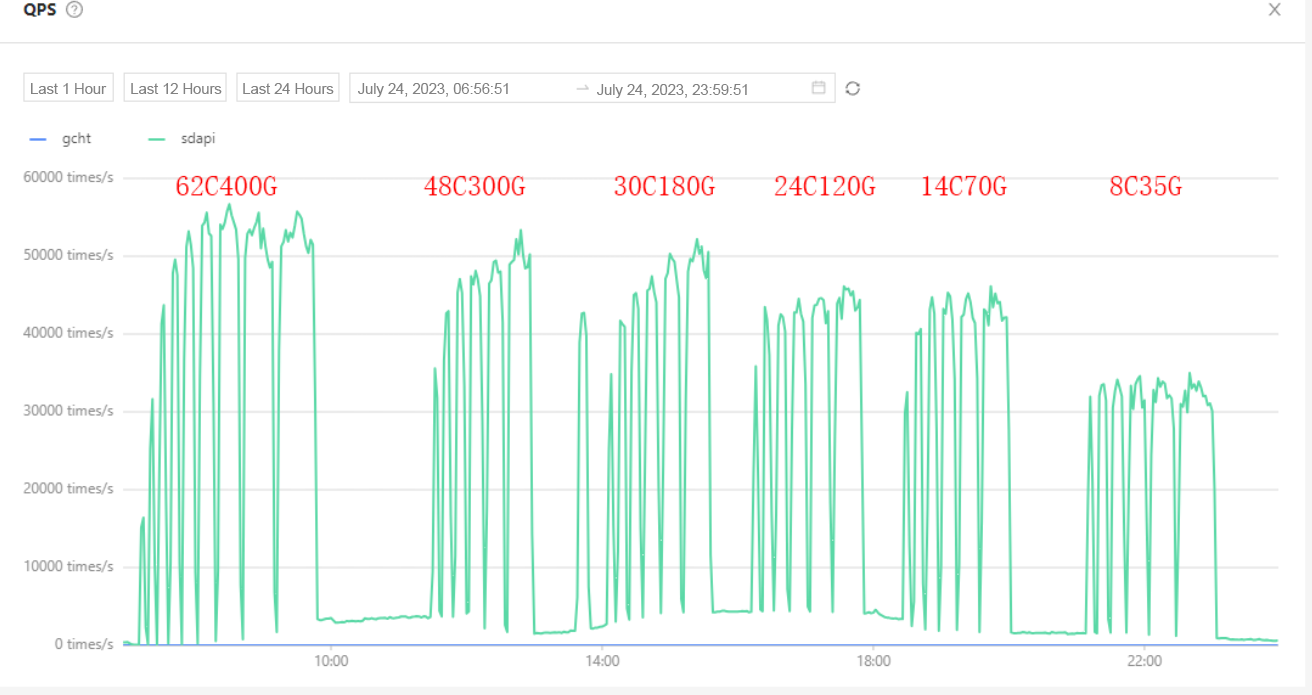 QPS ?
Last 1 Hour Last 12 Hours Last 24 Hours July 24, 2023, 06:56:51 → July 24, 2023, 23:59:51
gcht sdapi
60000 times/s
62C400G 48C300G 30C180G 24C120G 14C70G 8C35G
50000 times/s
40000 times/s
30000 times/s
20000 times/s
10000 times/s
0 times/s
10:00 14:00 18:00 22:00